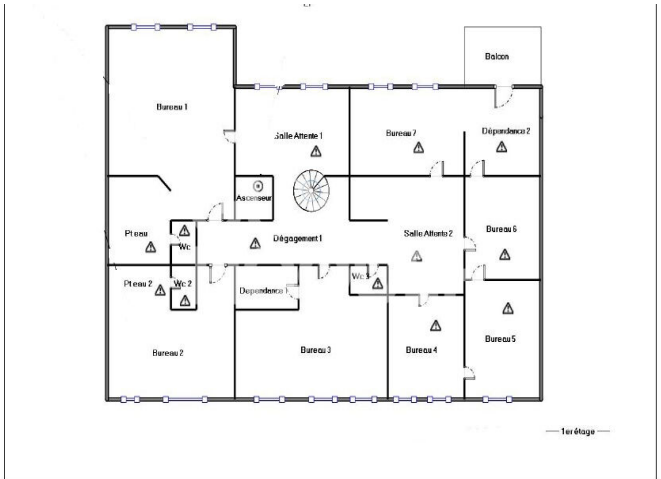 Balcon
Bureau 1
Salle Attente 1
Bureau 7
Dépendance 2
Ascenseur
Pt eau
Wc
Dégagement 1
Salle Attente 2
Bureau 6
Pt eau 2
Wc 2
Dependance 1
Wc 3
Bureau 2
Bureau 3
Bureau 4
Bureau 5
1er étage